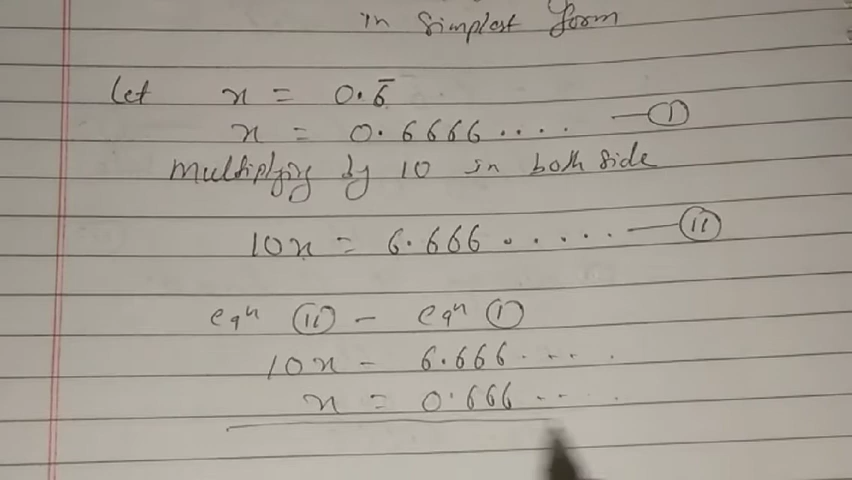 in Simplest form
Let x = 0.6̅
x = 0.6666.... —(I)
Multiplying by 10 in both side
10x = 6.666...... —(II)
eqn (II) - eqn (I)
10x - 6.666.... .
x = 0.666... .